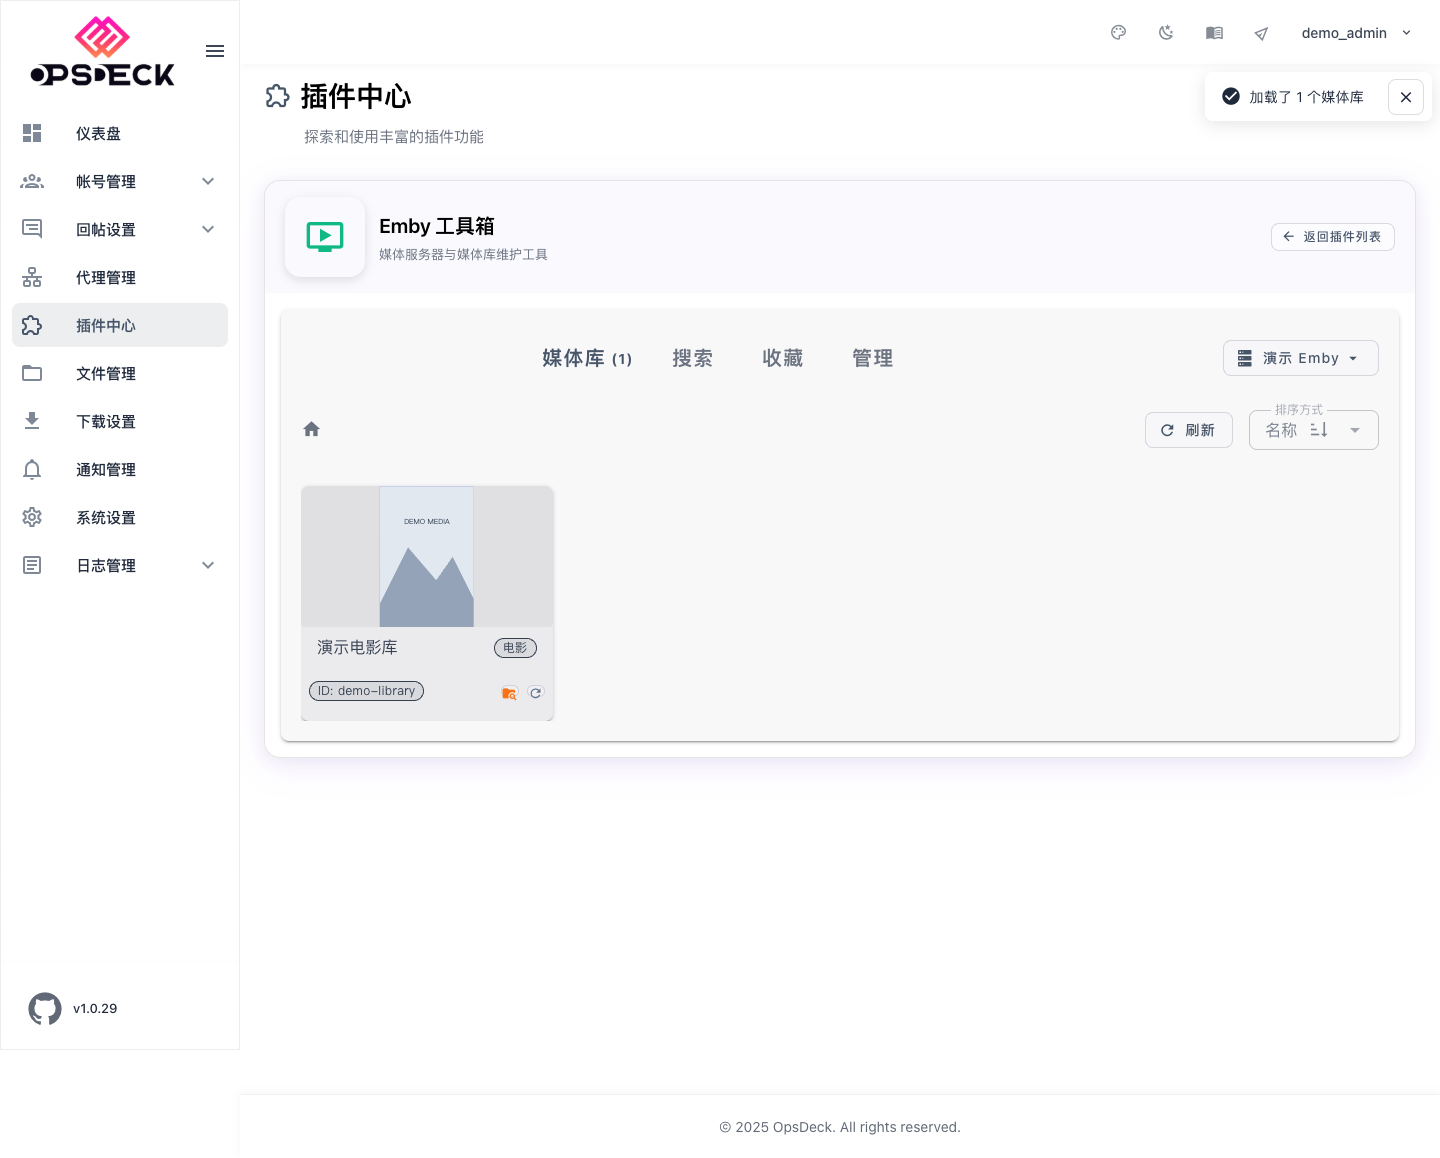 OPSDECK
仪表盘
帐号管理
回帖设置
代理管理
插件中心
文件管理
下载设置
通知管理
系统设置
日志管理
v1.0.29
demo_admin
插件中心
探索和使用丰富的插件功能
加载了 1 个媒体库
Emby 工具箱
媒体服务器与媒体库维护工具
返回插件列表
媒体库 (1)
搜索
收藏
管理
演示 Emby
刷新
排序方式
名称
DEMO MEDIA
演示电影库
电影
ID: demo-library
© 2025 OpsDeck. All rights reserved.